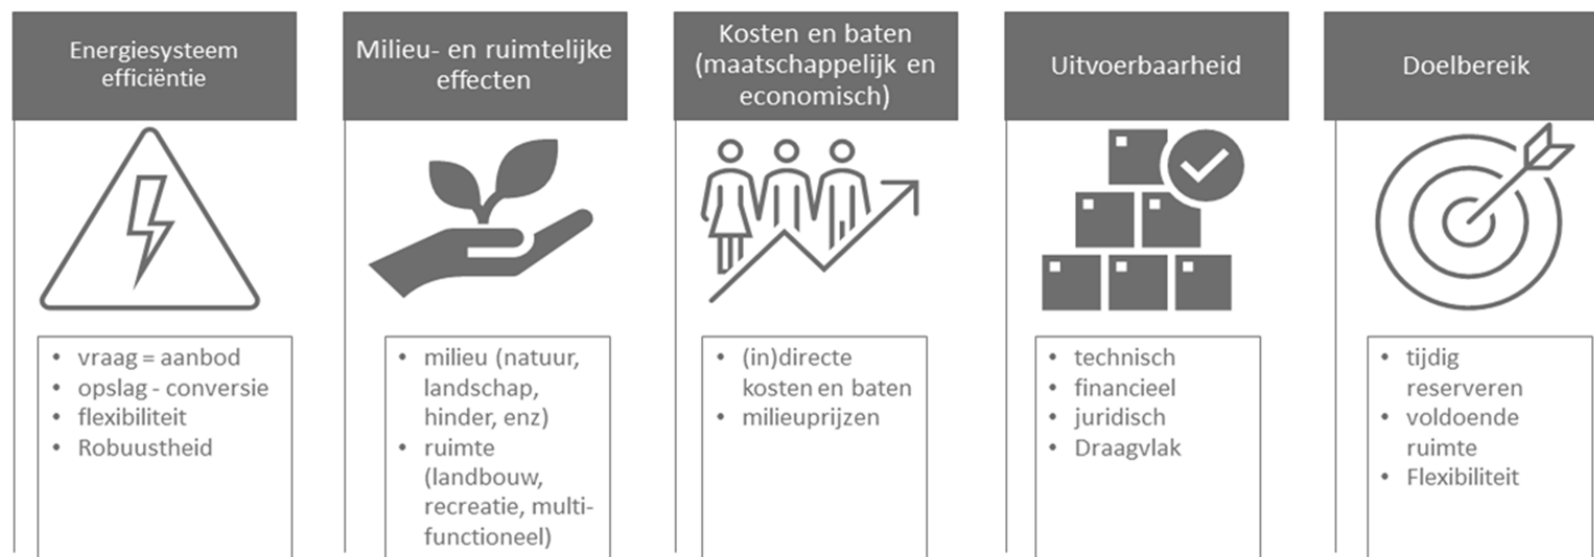 Energiesysteem
efficiëntie
Milieu- en ruimtelijke
effecten
Kosten en baten
(maatschappelijk en
economisch)
Uitvoerbaarheid
Doelbereik
• vraag = aanbod
• opslag - conversie
• flexibiliteit
• Robuustheid
• milieu (natuur,
landschap,
hinder, enz)
• ruimte
(landbouw,
recreatie, multi-
functioneel)
• (in)directe
kosten en baten
• milieuprijzen
• technisch
• financieel
• juridisch
• Draagvlak
• tijdig
reserveren
• voldoende
ruimte
• Flexibiliteit